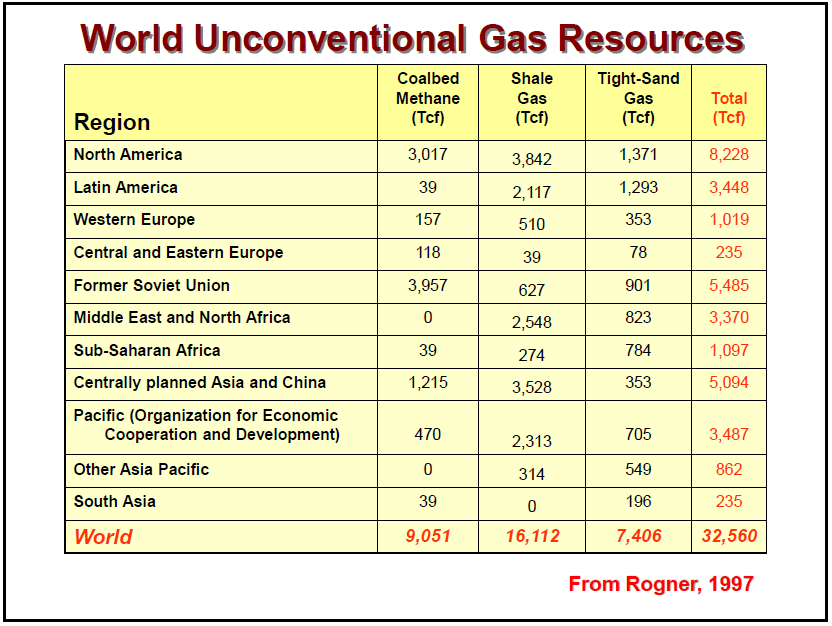 World Unconventional Gas Resources
Region Coalbed Methane (Tcf) Shale Gas (Tcf) Tight-Sand Gas (Tcf) Total (Tcf)
North America 3,017 3,842 1,371 8,228
Latin America 39 2,117 1,293 3,448
Western Europe 157 510 353 1,019
Central and Eastern Europe 118 39 78 235
Former Soviet Union 3,957 627 901 5,485
Middle East and North Africa 0 2,548 823 3,370
Sub-Saharan Africa 39 274 784 1,097
Centrally planned Asia and China 1,215 3,528 353 5,094
Pacific (Organization for Economic
Cooperation and Development) 470 2,313 705 3,487
Other Asia Pacific 0 314 549 862
South Asia 39 0 196 235
World 9,051 16,112 7,406 32,560
From Rogner, 1997